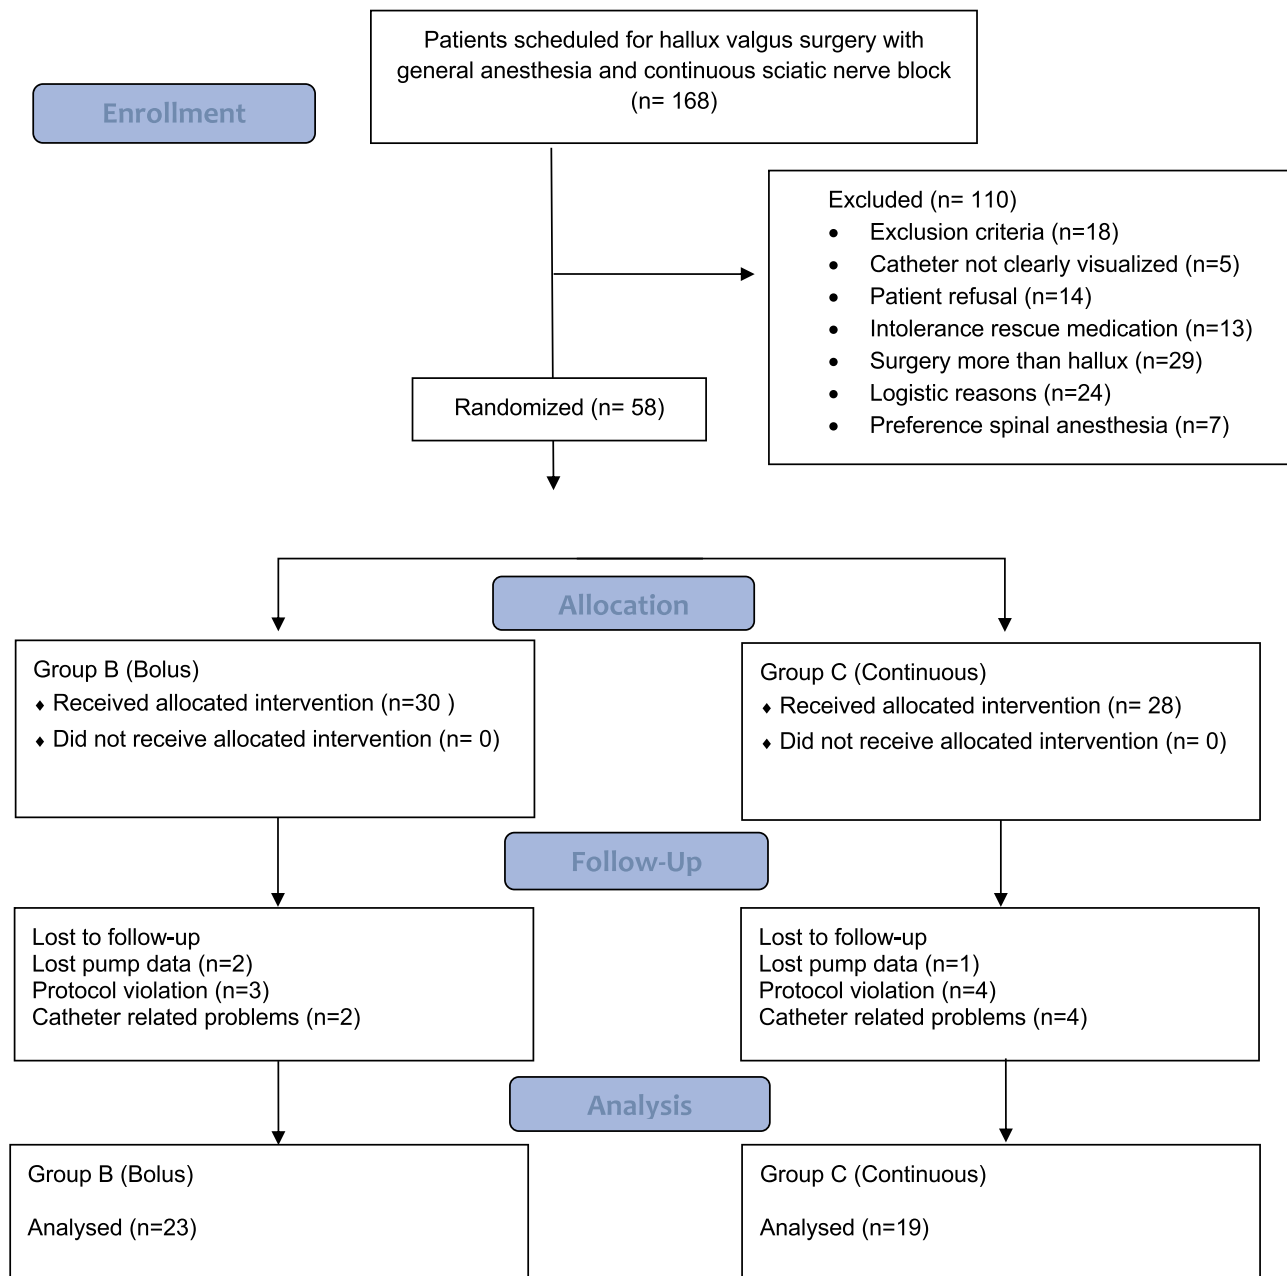 Patients scheduled for hallux valgus surgery with
general anesthesia and continuous sciatic nerve block
(n= 168)
Enrollment
Excluded (n= 110)
• Exclusion criteria (n=18)
• Catheter not clearly visualized (n=5)
• Patient refusal (n=14)
• Intolerance rescue medication (n=13)
• Surgery more than hallux (n=29)
• Logistic reasons (n=24)
• Preference spinal anesthesia (n=7)
Randomized (n= 58)
Allocation
Group B (Bolus)
♦ Received allocated intervention (n=30 )
♦ Did not receive allocated intervention (n= 0)
Group C (Continuous)
♦ Received allocated intervention (n= 28)
♦ Did not receive allocated intervention (n= 0)
Follow-Up
Lost to follow-up
Lost pump data (n=2)
Protocol violation (n=3)
Catheter related problems (n=2)
Lost to follow-up
Lost pump data (n=1)
Protocol violation (n=4)
Catheter related problems (n=4)
Analysis
Group B (Bolus)
Analysed (n=23)
Group C (Continuous)
Analysed (n=19)